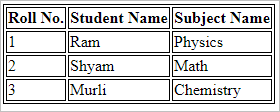 Roll No. Student Name Subject Name
1 Ram Physics
2 Shyam Math
3 Murli Chemistry